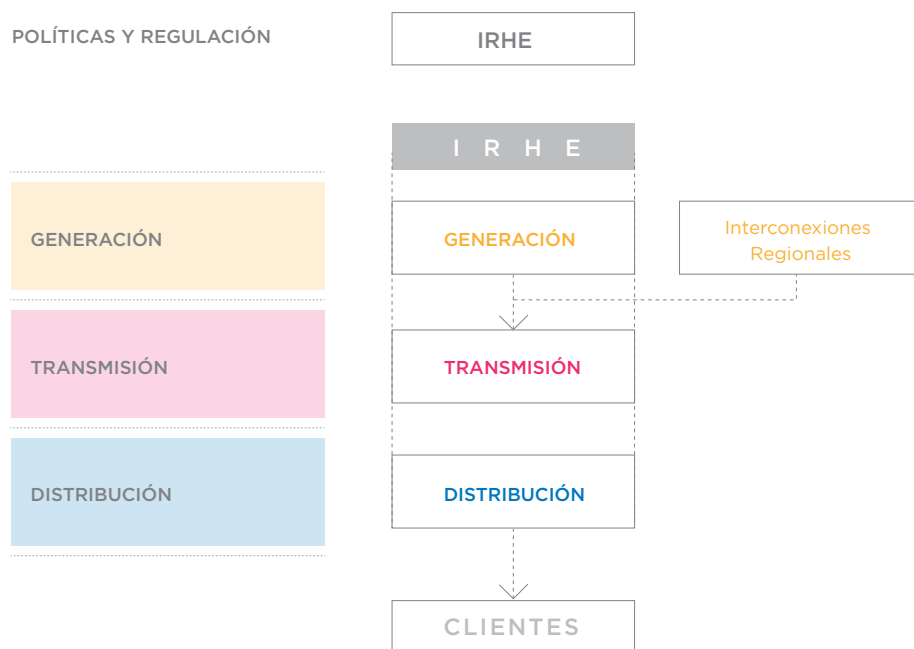 POLÍTICAS Y REGULACIÓN
IRHE
I R H E
GENERACIÓN
GENERACIÓN
Interconexiones
Regionales
TRANSMISIÓN
TRANSMISIÓN
DISTRIBUCIÓN
DISTRIBUCIÓN
CLIENTES